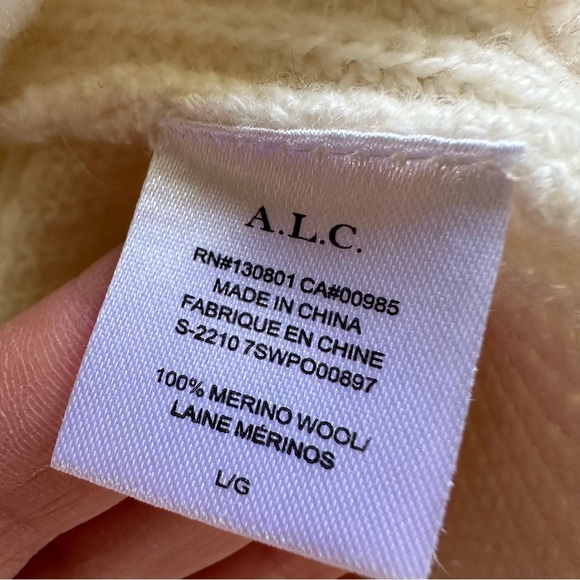 A.L.C.
RN#130801 CA#00985
MADE IN CHINA
FABRIQUE EN CHINE
S-2210 7SWPO00897
100% MERINO WOOL/
LAINE MÉRINOS
L/G